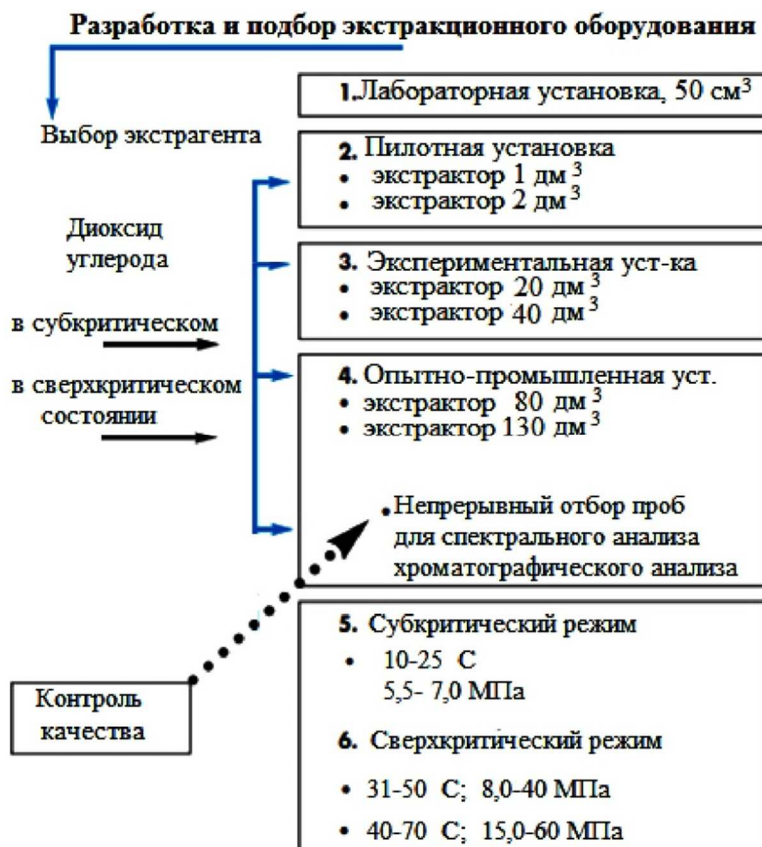 Разработка и подбор экстракционного оборудования
1.Лабораторная установка, 50 см³
Выбор экстрагента
2. Пилотная установка
• экстрактор 1 дм³
• экстрактор 2 дм³
Диоксид
углерода
3. Экспериментальная уст-ка
• экстрактор 20 дм³
• экстрактор 40 дм³
в субкритическом
в сверхкритическом
состоянии
4. Опытно-промышленная уст.
• экстрактор 80 дм³
• экстрактор 130 дм³
• Непрерывный отбор проб
для спектрального анализа
хроматографического анализа
Контроль
качества
5. Субкритический режим
• 10-25 С
5,5- 7,0 МПа
6. Сверхкритический режим
• 31-50 С; 8,0-40 МПа
• 40-70 С; 15,0-60 МПа